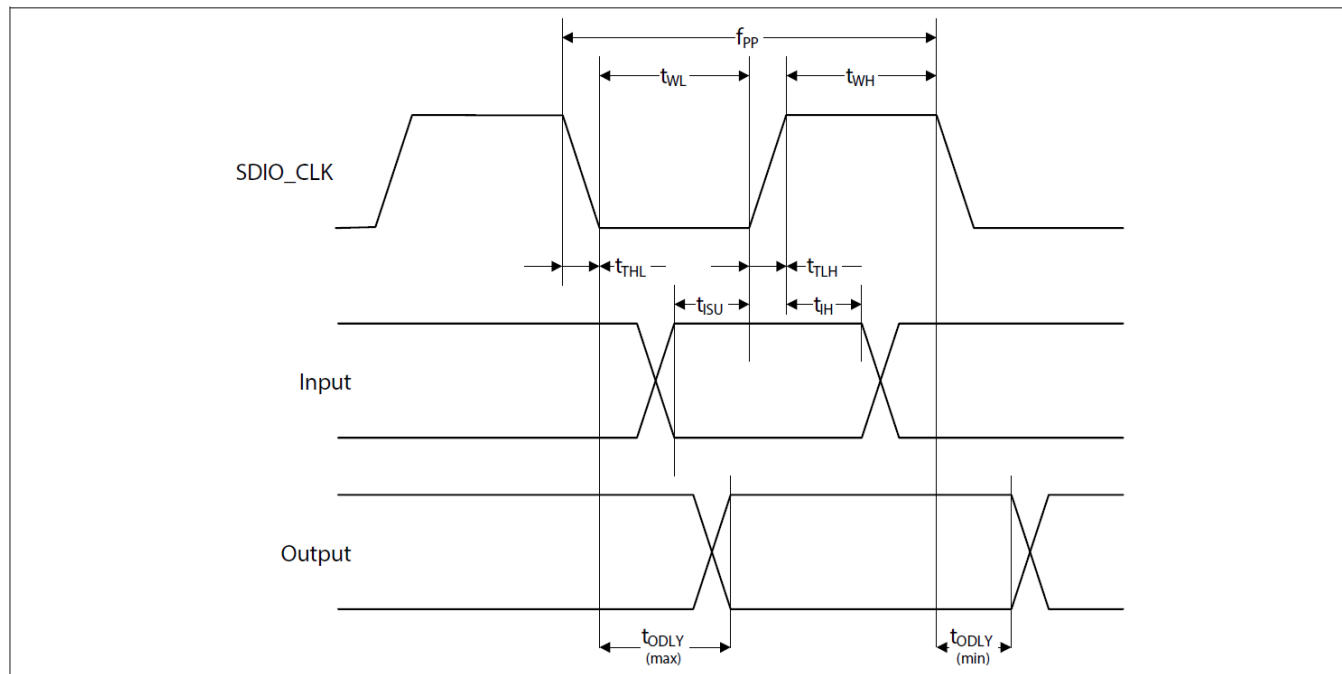 fPP
tWL
tWH
SDIO_CLK
tTHL
tTLH
tISU
tIH
Input
Output
tODLY
(max)
tODLY
(min)